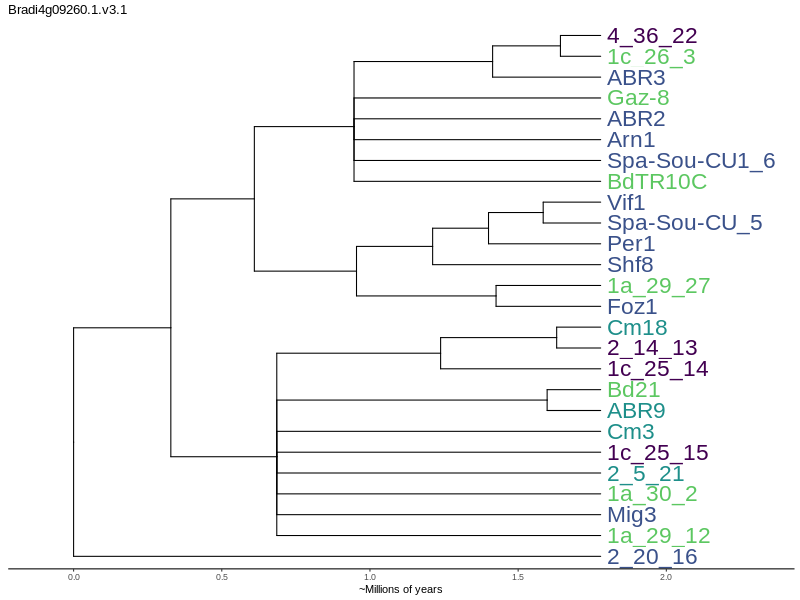 Bradi4g09260.1.v3.1
4_36_22
1c_26_3
ABR3
Gaz-8
ABR2
Arn1
Spa-Sou-CU1_6
BdTR10C
Vif1
Spa-Sou-CU_5
Per1
Shf8
1a_29_27
Foz1
Cm18
2_14_13
1c_25_14
Bd21
ABR9
Cm3
1c_25_15
2_5_21
1a_30_2
Mig3
1a_29_12
2_20_16
0.0 0.5 1.0 1.5 2.0
~Millions of years